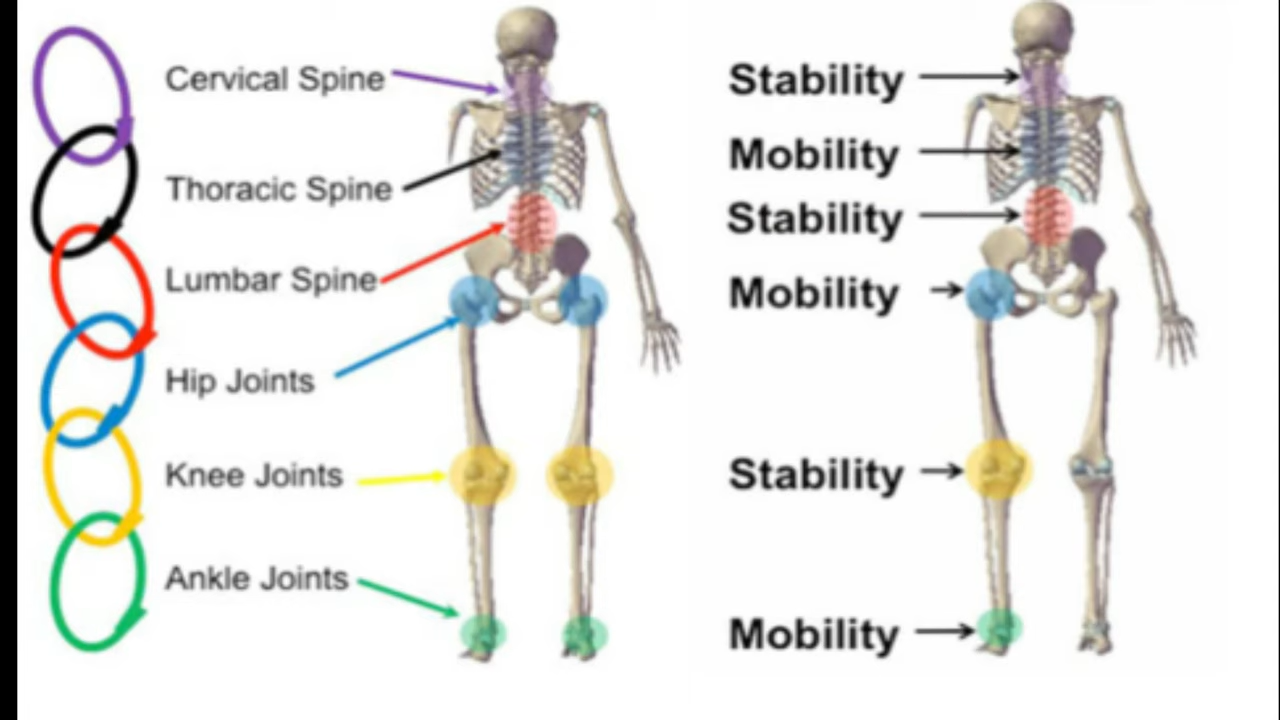 Cervical Spine
Thoracic Spine
Lumbar Spine
Hip Joints
Knee Joints
Ankle Joints
Stability
Mobility
Stability
Mobility
Stability
Mobility